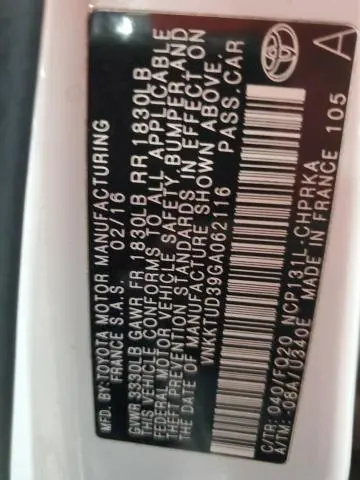 MFD. BY: TOYOTA MOTOR MANUFACTURING
FRANCE S.A.S. 02/16
GVWR 3330LB GAWR FR 1830LB RR 1830LB
THIS VEHICLE CONFORMS TO ALL APPLICABLE
FEDERAL MOTOR VEHICLE SAFETY, BUMPER, AND
THEFT PREVENTION STANDARDS IN EFFECT ON
THE DATE OF MANUFACTURE SHOWN ABOVE.
VNKKTUD39GA062116 PASS.CAR
C/TR: 040/FC20 NCP131L-CHPRKA
A/TM: -08A/U340E MADE IN FRANCE 105
A